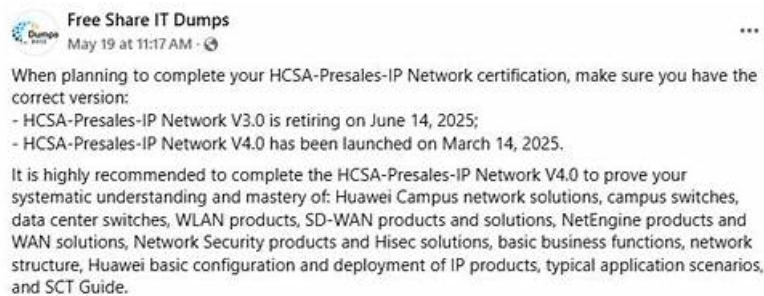 Free Share IT Dumps
Dumps
May 19 at 11:17 AM ·
When planning to complete your HCSA-Presales-IP Network certification, make sure you have the
correct version:
- HCSA-Presales-IP Network V3.0 is retiring on June 14, 2025;
- HCSA-Presales-IP Network V4.0 has been launched on March 14, 2025.
It is highly recommended to complete the HCSA-Presales-IP Network V4.0 to prove your
systematic understanding and mastery of: Huawei Campus network solutions, campus switches,
data center switches, WLAN products, SD-WAN products and solutions, NetEngine products and
WAN solutions, Network Security products and Hisec solutions, basic business functions, network
structure, Huawei basic configuration and deployment of IP products, typical application scenarios,
and SCT Guide.